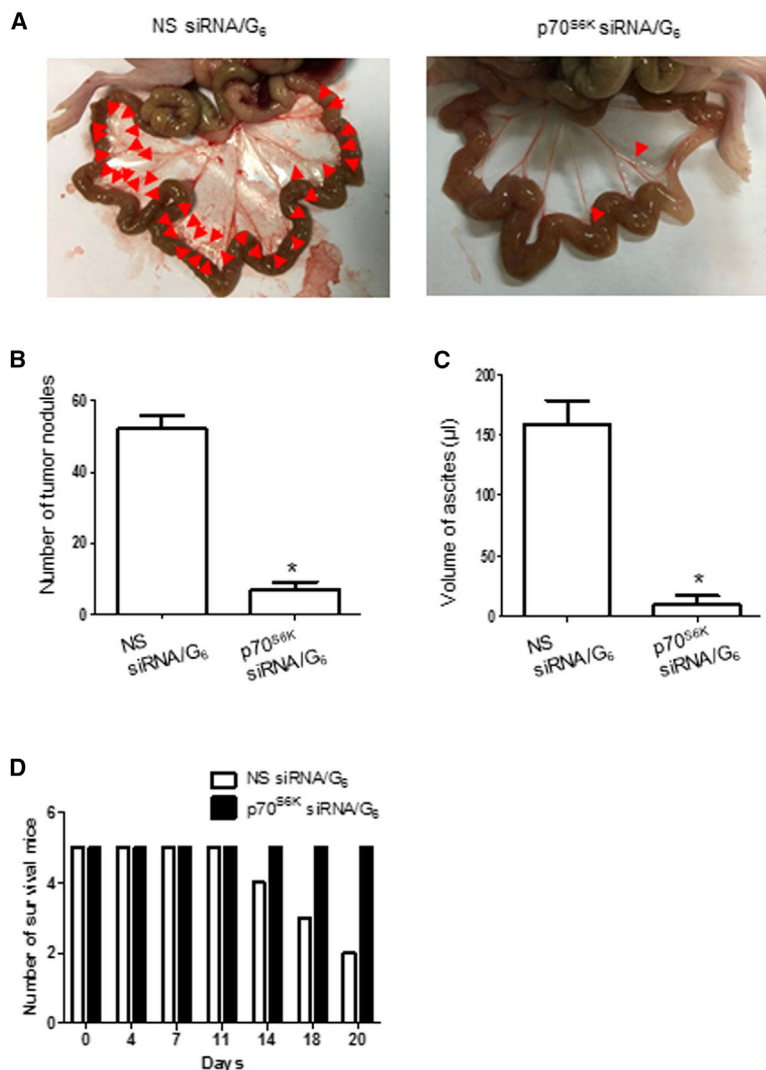 A
NS siRNA/G₆
p70ˢ⁶ᴷ siRNA/G₆
B
Number of tumor nodules
60
40
20
0
NS
siRNA/G₆
p70ˢ⁶ᴷ
siRNA/G₆
*
C
Volume of ascites (µl)
200
150
100
50
0
NS
siRNA/G₆
p70ˢ⁶ᴷ
siRNA/G₆
*
D
NS siRNA/G₆
p70ˢ⁶ᴷ siRNA/G₆
Number of survival mice
6
4
2
0
0 4 7 11 14 18 20
Days